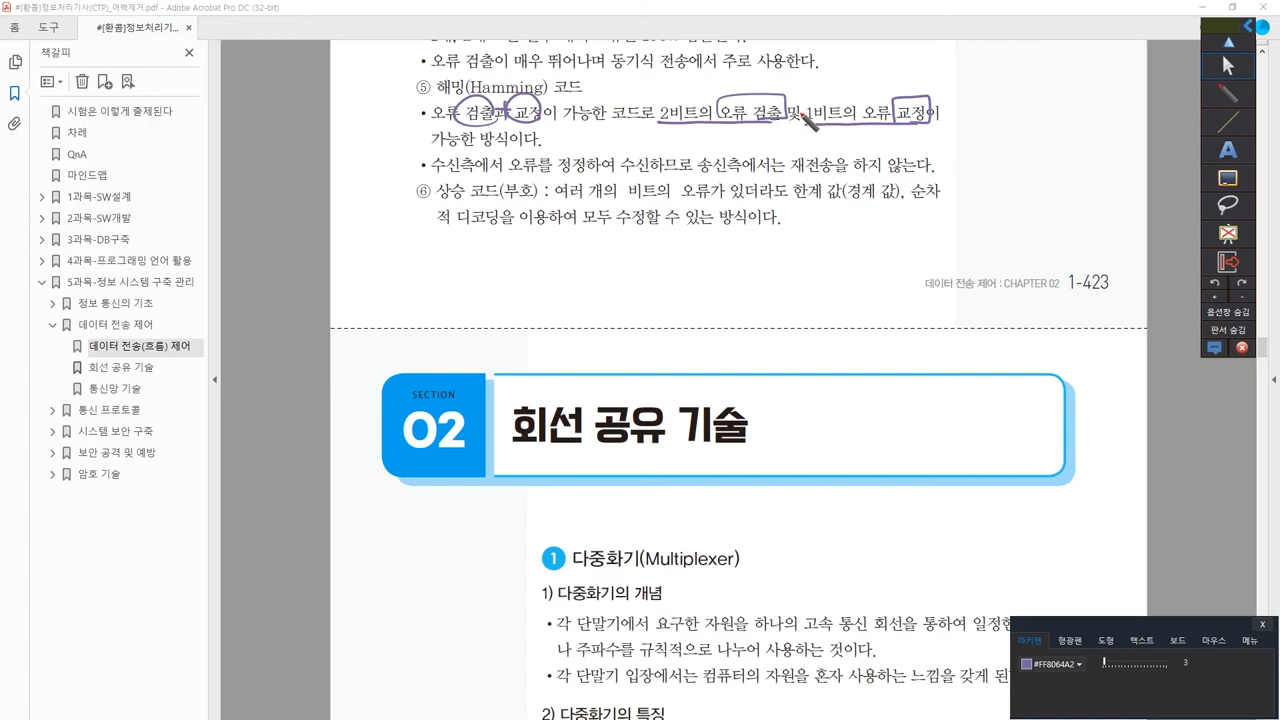 #[환콤]정보처리기사(CTP)_여백제거.pdf - Adobe Acrobat Pro DC (32-bit)
홈 도구 #[환콤]정보처리기... ×
책갈피
시험은 이렇게 출제된다
차례
QnA
마인드맵
1과목-SW설계
2과목-SW개발
3과목-DB구축
4과목-프로그래밍 언어 활용
5과목-정보 시스템 구축 관리
정보 통신의 기초
데이터 전송 제어
데이터 전송(흐름) 제어
회선 공유 기술
통신망 기술
통신 프로토콜
시스템 보안 구축
보안 공격 및 예방
암호 기술
• 오류 검출이 매우 뛰어나며 동기식 전송에서 주로 사용한다.
⑤ 해밍(Hamming) 코드
• 오류 검출과 교정이 가능한 코드로 2비트의 오류 검출 및 1비트의 오류 교정이
가능한 방식이다.
• 수신측에서 오류를 정정하여 수신하므로 송신측에서는 재전송을 하지 않는다.
⑥ 상승 코드(부호) : 여러 개의 비트의 오류가 있더라도 한계 값(경계 값), 순차
적 디코딩을 이용하여 모두 수정할 수 있는 방식이다.
데이터 전송 제어 : CHAPTER 02 1-423
SECTION
02 회선 공유 기술
1 다중화기(Multiplexer)
1) 다중화기의 개념
• 각 단말기에서 요구한 자원을 하나의 고속 통신 회선을 통하여 일정한
나 주파수를 규칙적으로 나누어 사용하는 것이다.
• 각 단말기 입장에서는 컴퓨터의 자원을 혼자 사용하는 느낌을 갖게 된
2) 다중화기의 특징
옵션창 숨김
판서 숨김
X
마커펜 형광펜 도형 텍스트 보드 마우스 메뉴
#FF8064A2 3